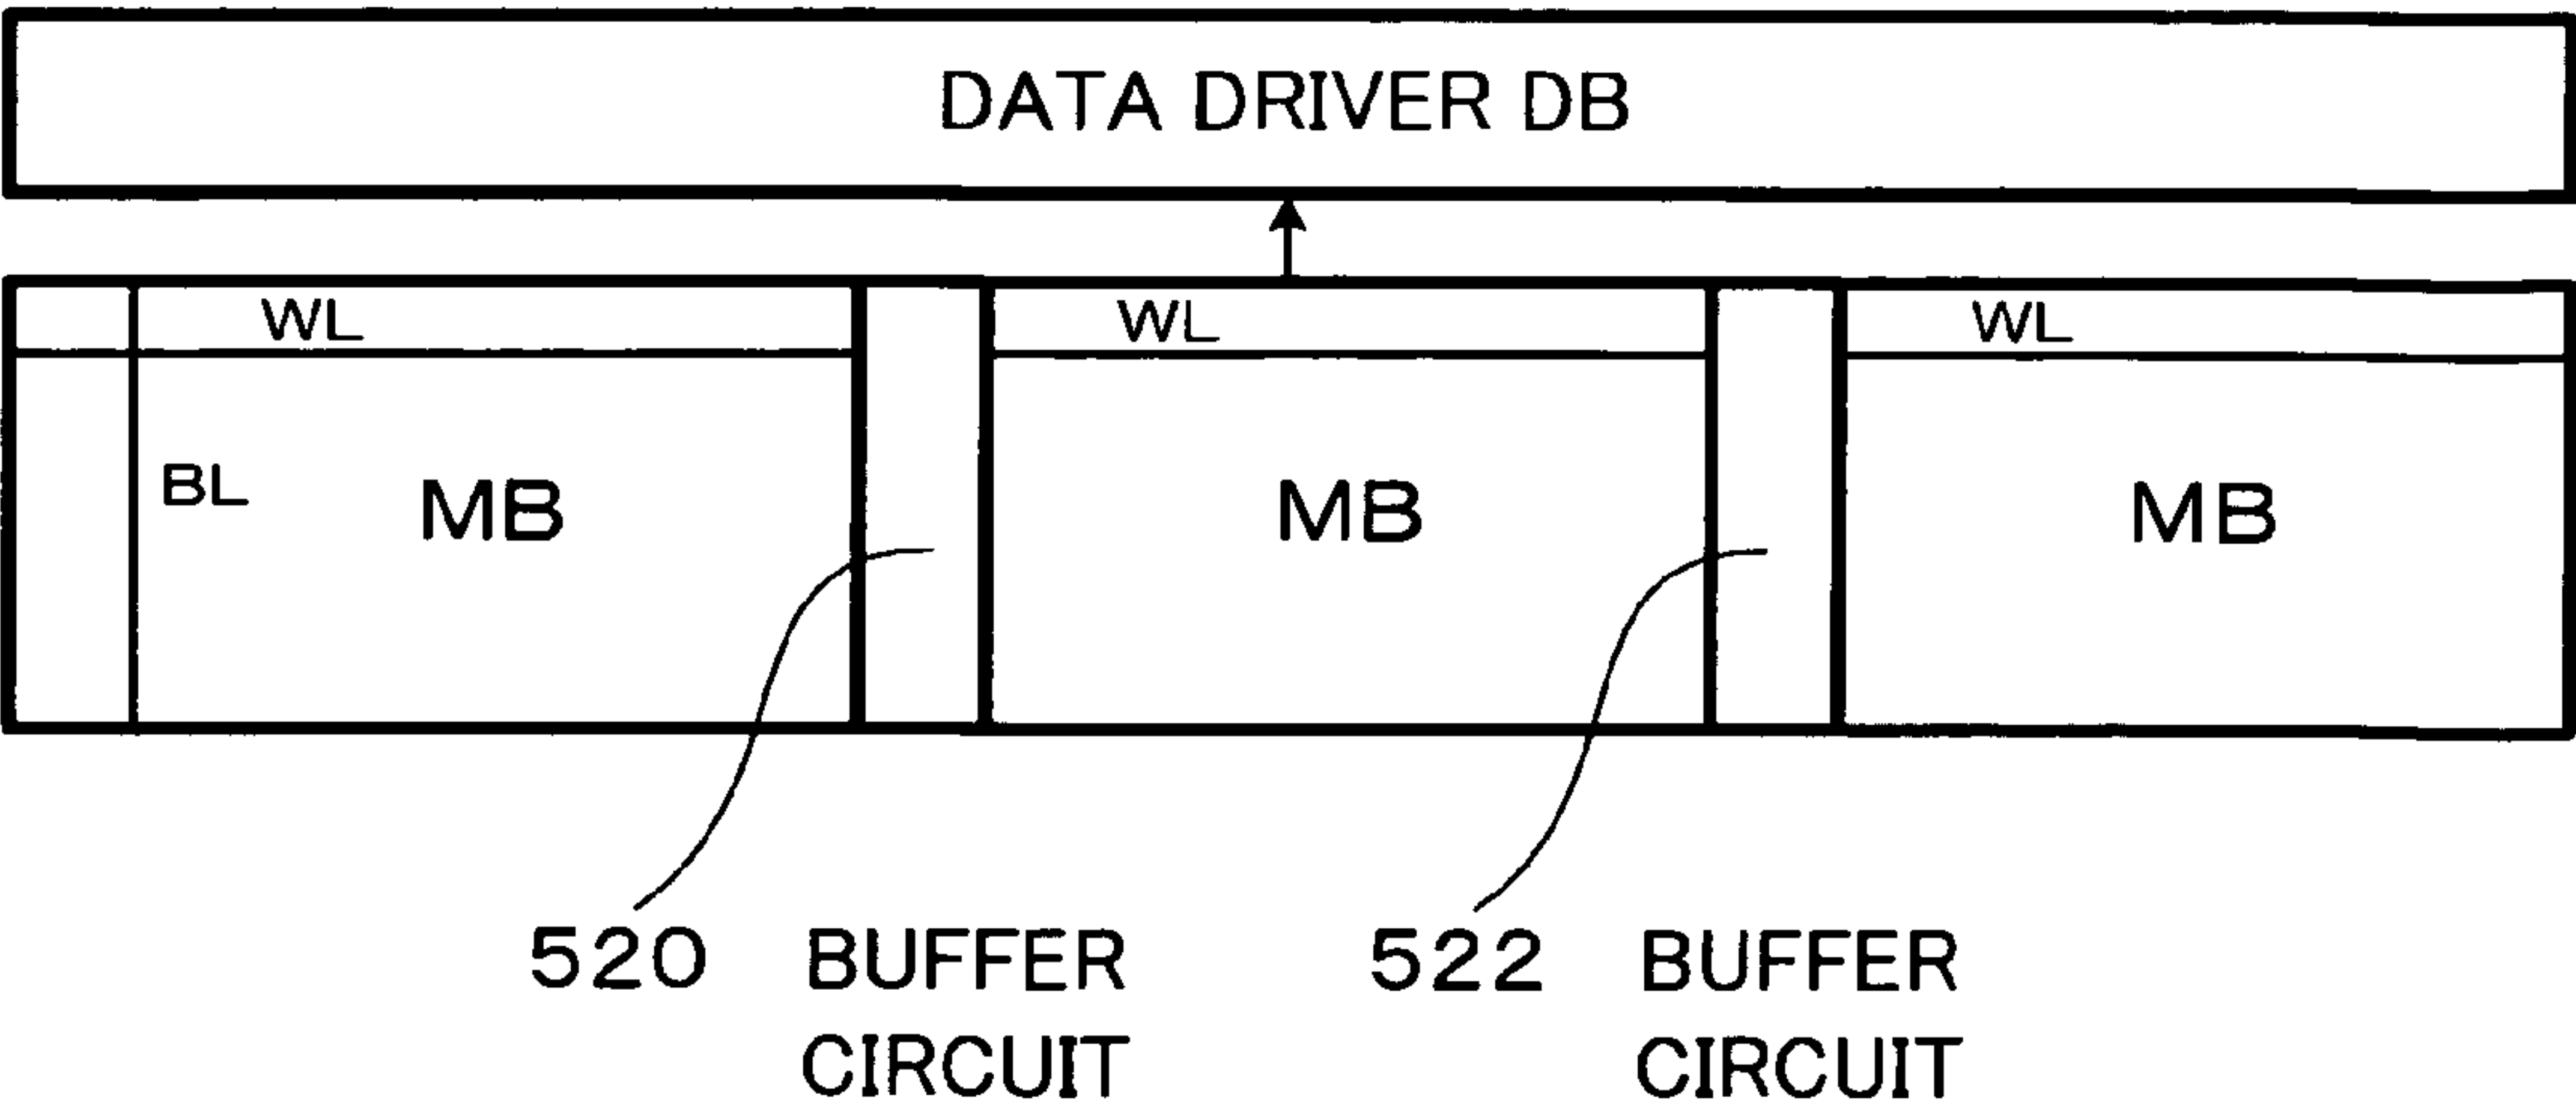 DATA DRIVER DB
WL WL WL
BL MB MB MB
520 BUFFER CIRCUIT
522 BUFFER CIRCUIT